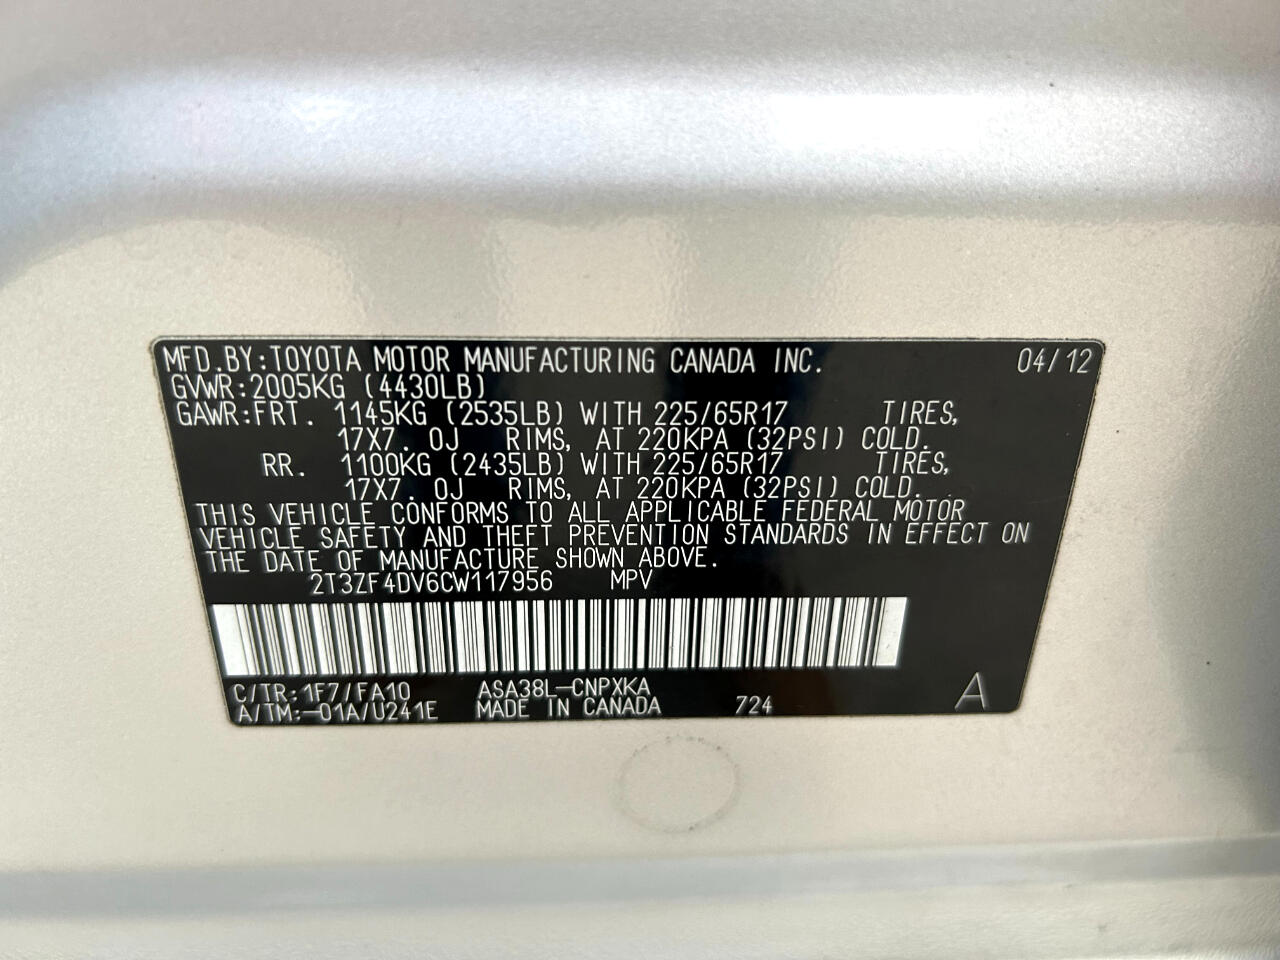 MFD.BY:TOYOTA MOTOR MANUFACTURING CANADA INC. 04/12
GVWR:2005KG (4430LB)
GAWR:FRT. 1145KG (2535LB) WITH 225/65R17 TIRES,
17X7. 0J RIMS, AT 220KPA (32PSI) COLD.
RR. 1100KG (2435LB) WITH 225/65R17 TIRES,
17X7. 0J RIMS, AT 220KPA (32PSI) COLD.
THIS VEHICLE CONFORMS TO ALL APPLICABLE FEDERAL MOTOR
VEHICLE SAFETY AND THEFT PREVENTION STANDARDS IN EFFECT ON
THE DATE OF MANUFACTURE SHOWN ABOVE.
2T3ZF4DV6CW117956 MPV
C/TR:1F7/FA10 ASA38L-CNPXKA
A/TM:-01A/U241E MADE IN CANADA 724 A